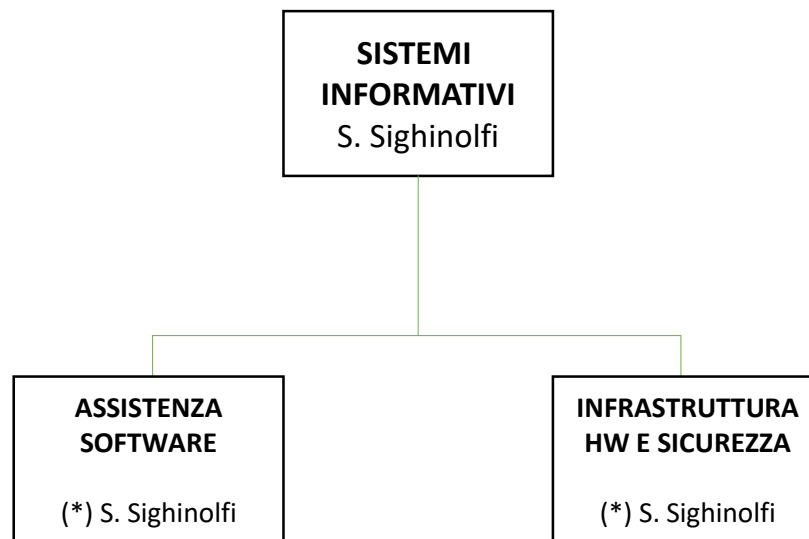 SISTEMI
INFORMATIVI
S. Sighinolfi
ASSISTENZA
SOFTWARE
(*) S. Sighinolfi
INFRASTRUTTURA
HW E SICUREZZA
(*) S. Sighinolfi